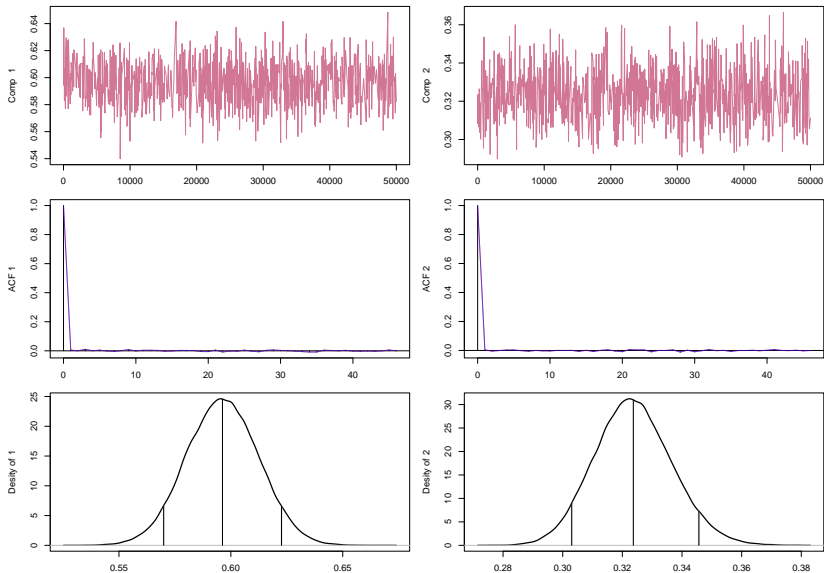 Comp 1
0.54 0.56 0.58 0.60 0.62 0.64
0 10000 20000 30000 40000 50000
Comp 2
0.30 0.32 0.34 0.36
0 10000 20000 30000 40000 50000
ACF 1
0.0 0.2 0.4 0.6 0.8 1.0
0 10 20 30 40
ACF 2
0.0 0.2 0.4 0.6 0.8 1.0
0 10 20 30 40
Desity of 1
0 5 10 15 20 25
0.55 0.60 0.65
Desity of 2
0 5 10 15 20 25 30
0.28 0.30 0.32 0.34 0.36 0.38